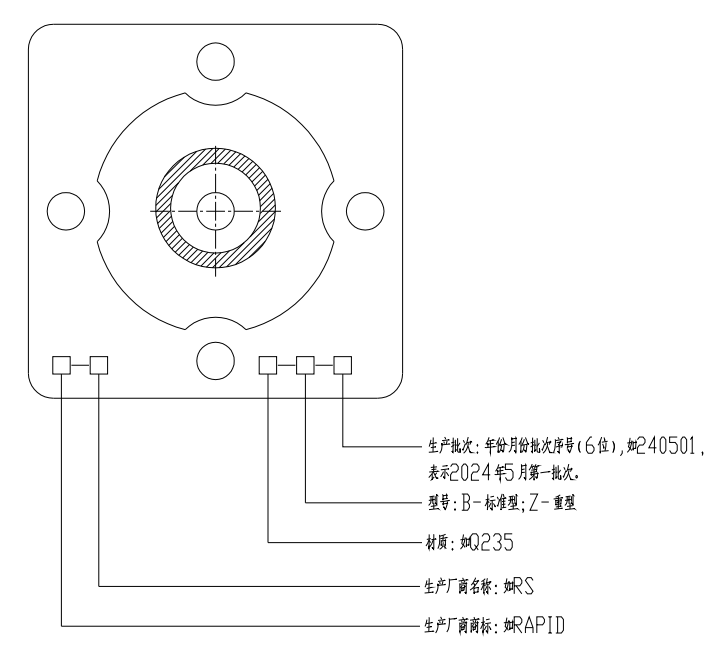 生产批次：年份月份批次序号(6位)，如240501，
表示2024年5月第一批次。
型号：B-标准型；Z-重型
材质：如Q235
生产厂商名称：如RS
生产厂商商标：如RAPID